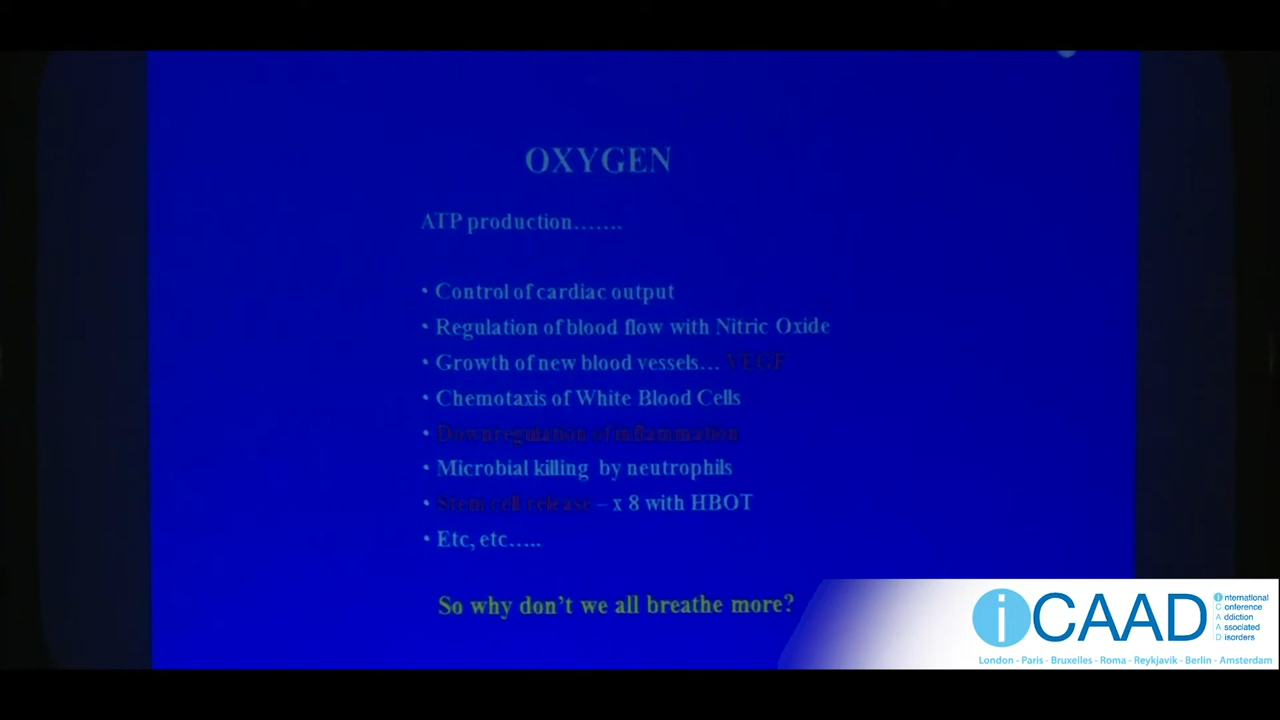 OXYGEN
ATP production…….
• Control of cardiac output
• Regulation of blood flow with Nitric Oxide
• Growth of new blood vessels… VEGF
• Chemotaxis of White Blood Cells
• Downregulation of inflammation
• Microbial killing by neutrophils
• Stem cell release – x 8 with HBOT
• Etc, etc…..
So why don't we all breathe more?
iCAAD
international
Conference
Addiction
Associated
Disorders
London - Paris - Bruxelles - Roma - Reykjavik - Berlin - Amsterdam